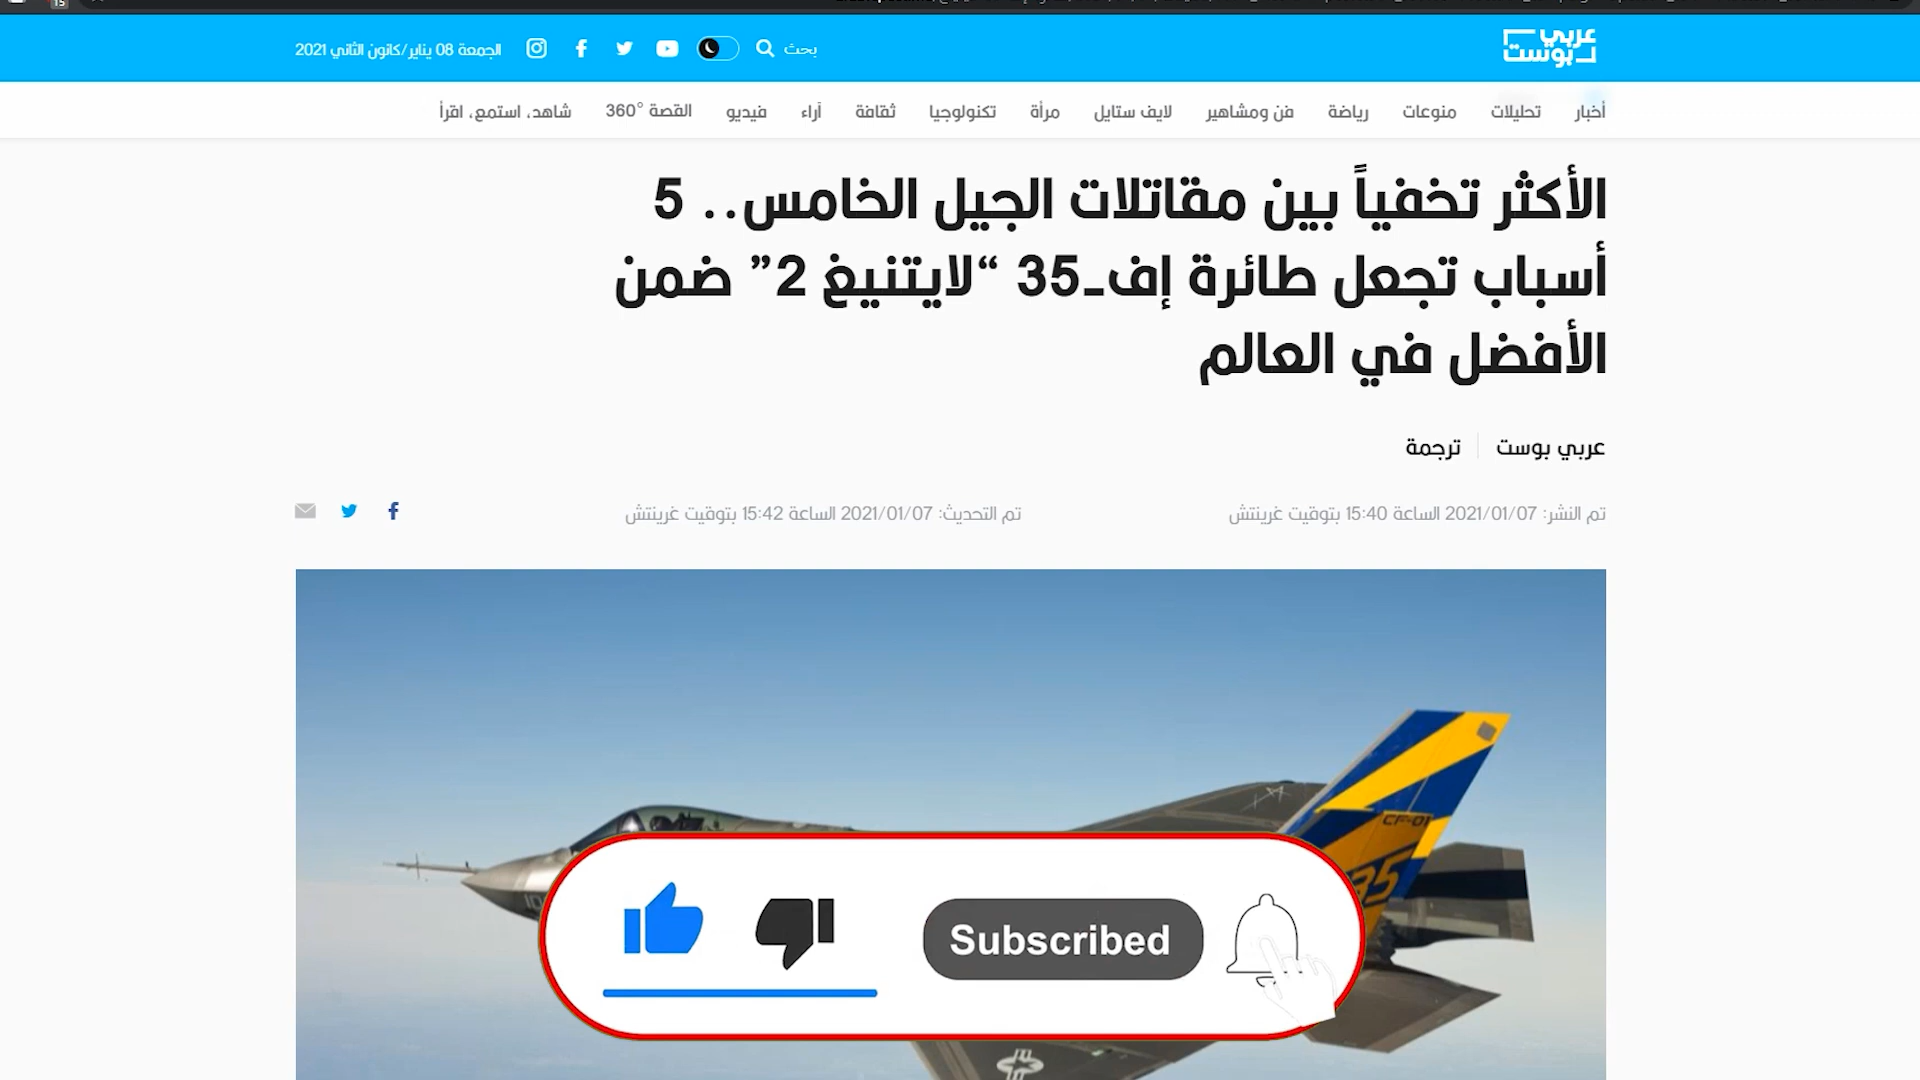 عربي
بوست
بحث
الجمعة 08 يناير/كانون الثاني 2021
أخبار تحليلات منوعات رياضة فن ومشاهير لايف ستايل مرأة تكنولوجيا ثقافة آراء فيديو القصة °360 شاهد، استمع، اقرأ
الأكثر تخفياً بين مقاتلات الجيل الخامس.. 5
أسباب تجعل طائرة إف-35 “لايتنيغ 2” ضمن
الأفضل في العالم
عربي بوست
ترجمة
تم النشر: 2021/01/07 الساعة 15:40 بتوقيت غرينتش
تم التحديث: 2021/01/07 الساعة 15:42 بتوقيت غرينتش
CF-01
35
Subscribed